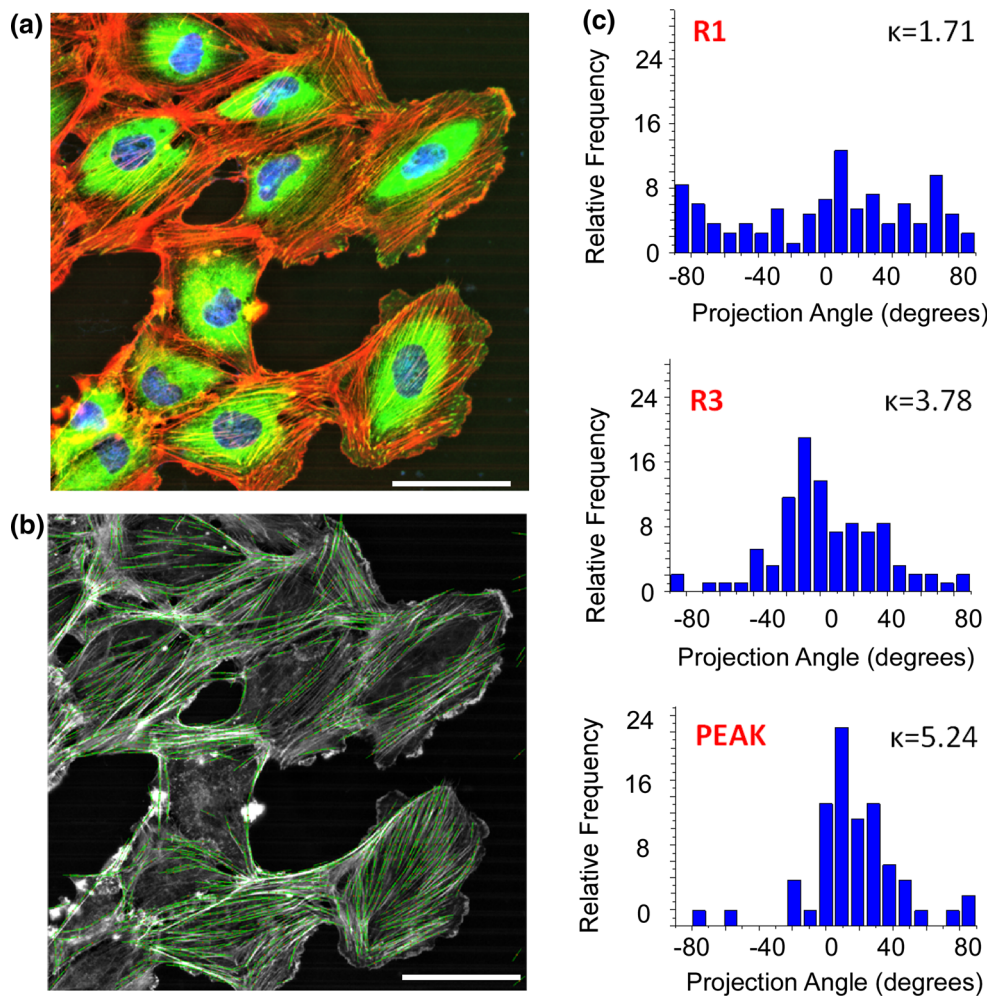 (a)
(b)
(c)
R1
κ=1.71
24
16
8
0
Relative Frequency
-80
-40
0
40
80
Projection Angle (degrees)
R3
κ=3.78
24
16
8
0
Relative Frequency
-80
-40
0
40
80
Projection Angle (degrees)
PEAK
κ=5.24
24
16
8
0
Relative Frequency
-80
-40
0
40
80
Projection Angle (degrees)